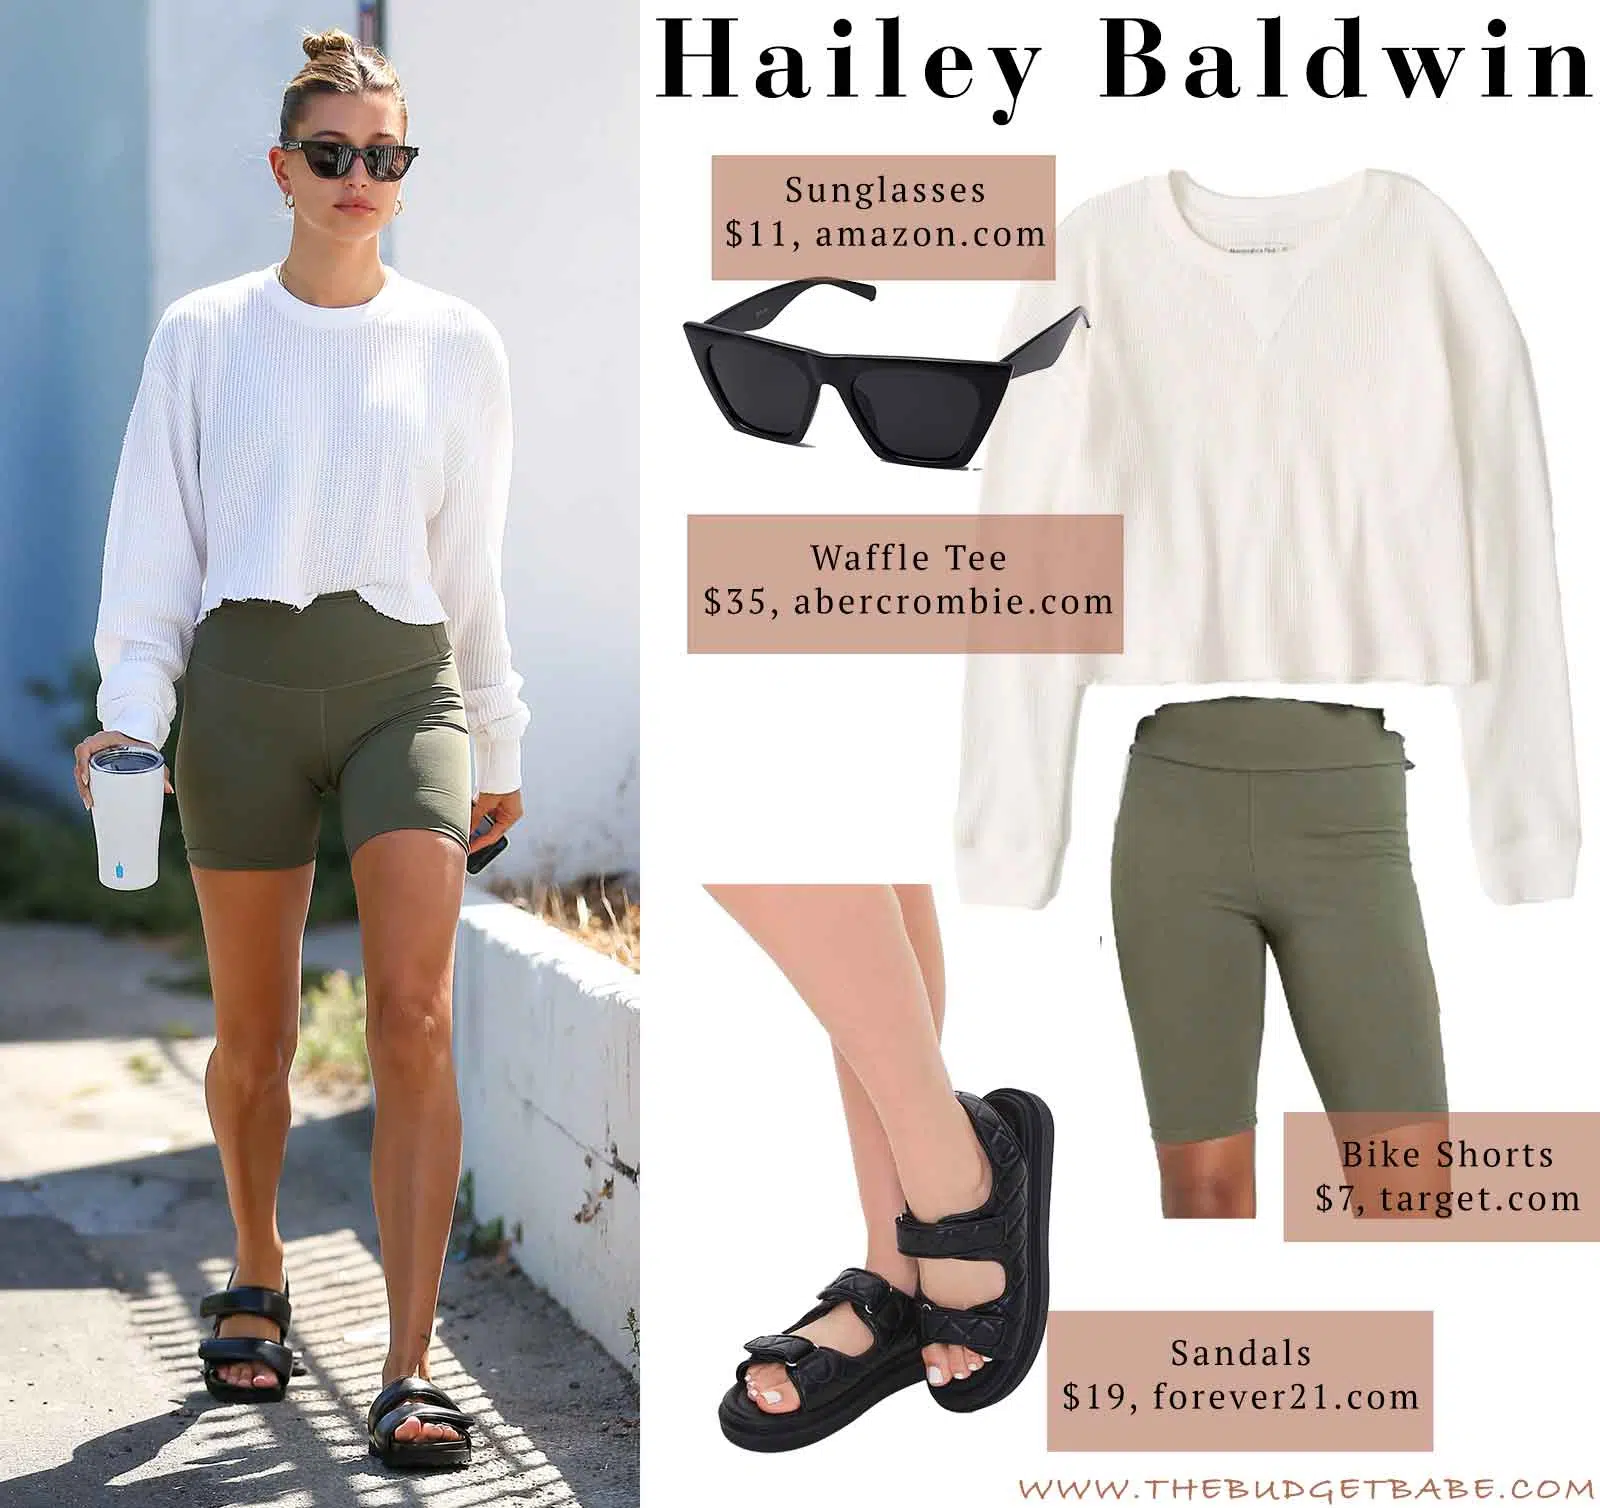 Hailey Baldwin
Sunglasses
$11, amazon.com
Waffle Tee
$35, abercrombie.com
Bike Shorts
$7, target.com
Sandals
$19, forever21.com
WWW.THEBUDGETBABE.COM